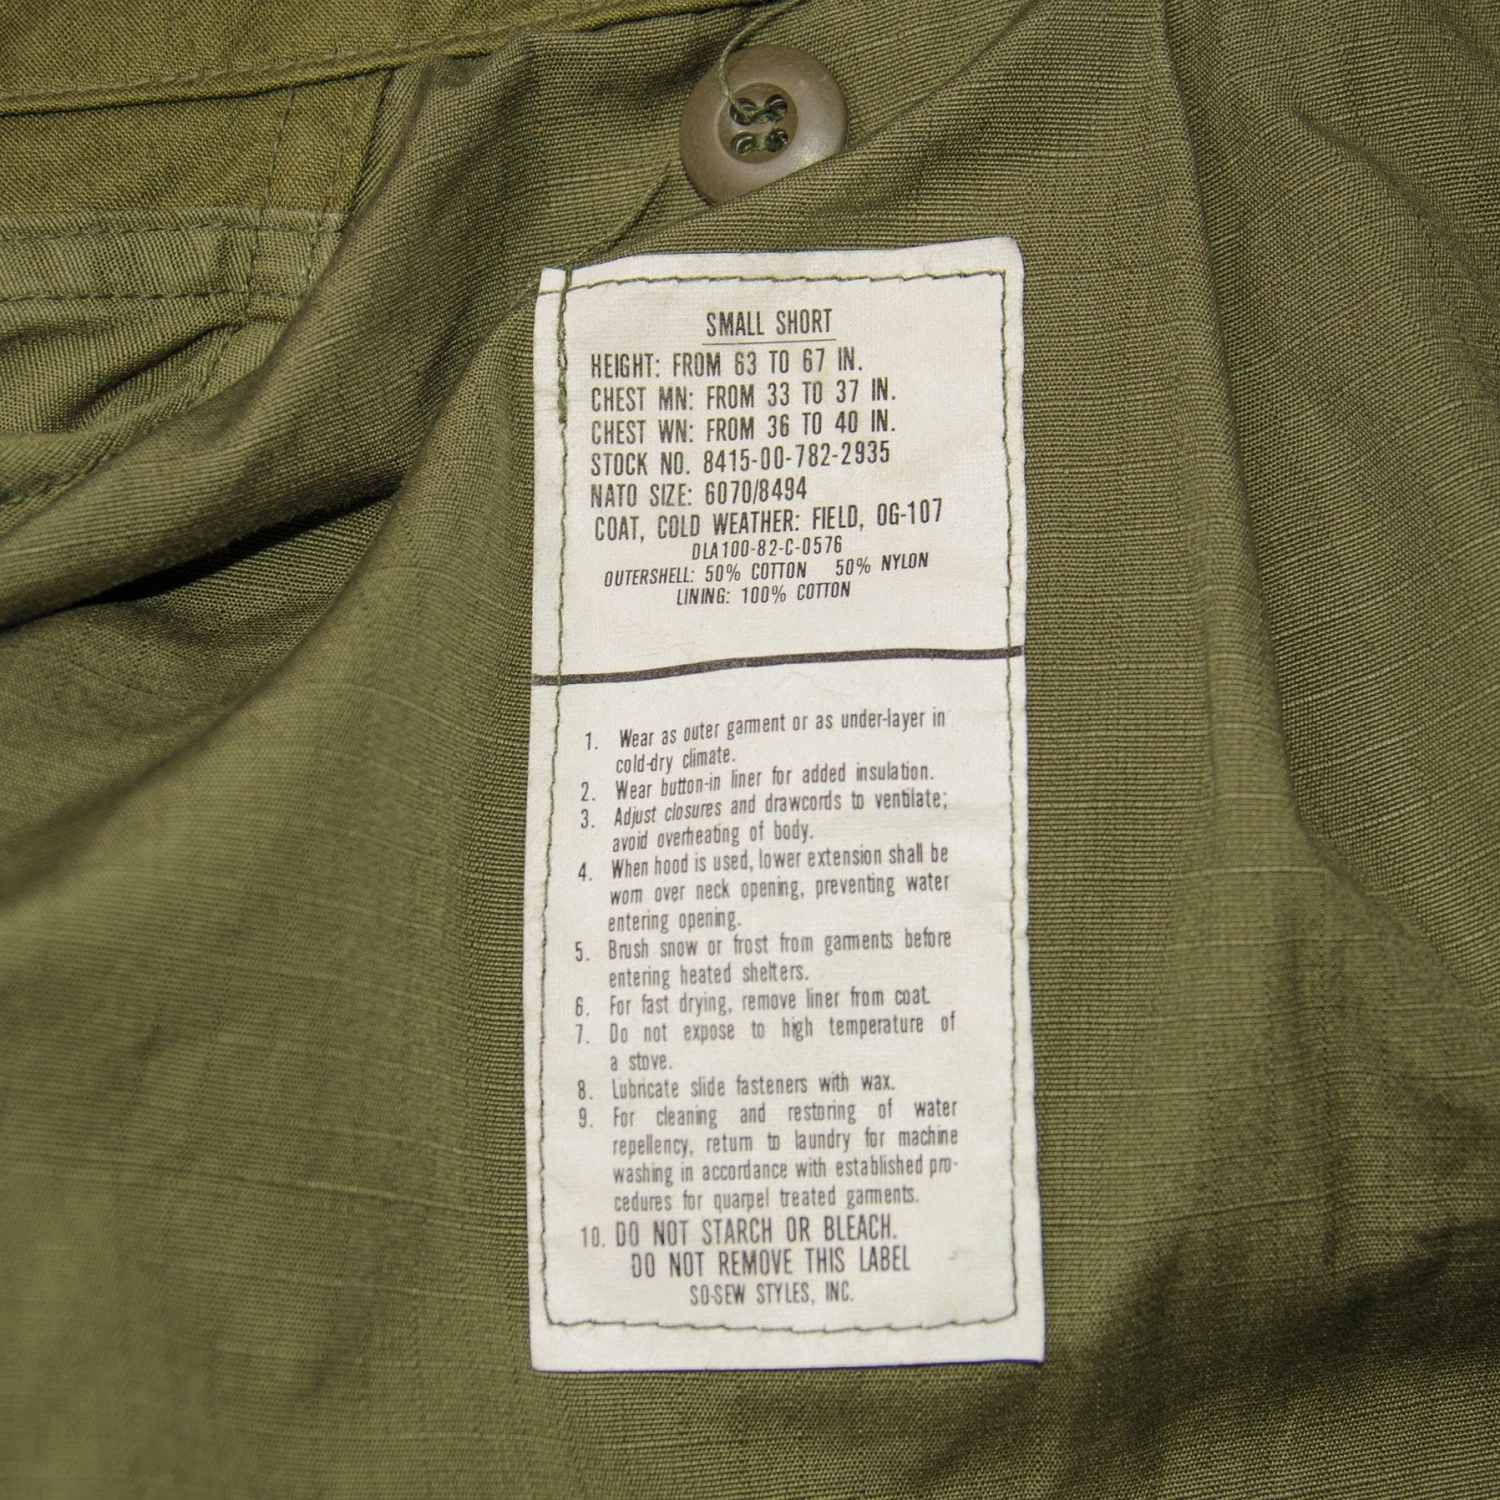 SMALL SHORT
HEIGHT: FROM 63 TO 67 IN.
CHEST MN: FROM 33 TO 37 IN.
CHEST WN: FROM 36 TO 40 IN.
STOCK NO. 8415-00-782-2935
NATO SIZE: 6070/8494
COAT, COLD WEATHER: FIELD, OG-107
DLA100-82-C-0576
OUTERSHELL: 50% COTTON 50% NYLON
LINING: 100% COTTON
1. Wear as outer garment or as under-layer in
cold-dry climate.
2. Wear button-in liner for added insulation.
3. Adjust closures and drawcords to ventilate;
avoid overheating of body.
4. When hood is used, lower extension shall be
worn over neck opening, preventing water
entering opening.
5. Brush snow or frost from garments before
entering heated shelters.
6. For fast drying, remove liner from coat.
7. Do not expose to high temperature of
a stove.
8. Lubricate slide fasteners with wax.
9. For cleaning and restoring of water
repellency, return to laundry for machine
washing in accordance with established pro-
cedures for quarpel treated garments.
10. DO NOT STARCH OR BLEACH.
DO NOT REMOVE THIS LABEL
SO-SEW STYLES, INC.